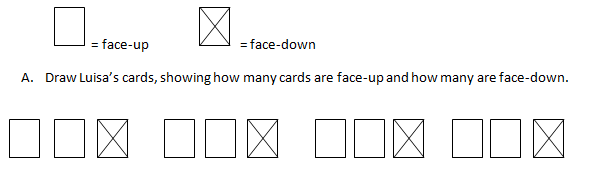 = face-up = face-down
A. Draw Luisa's cards, showing how many cards are face-up and how many are face-down.